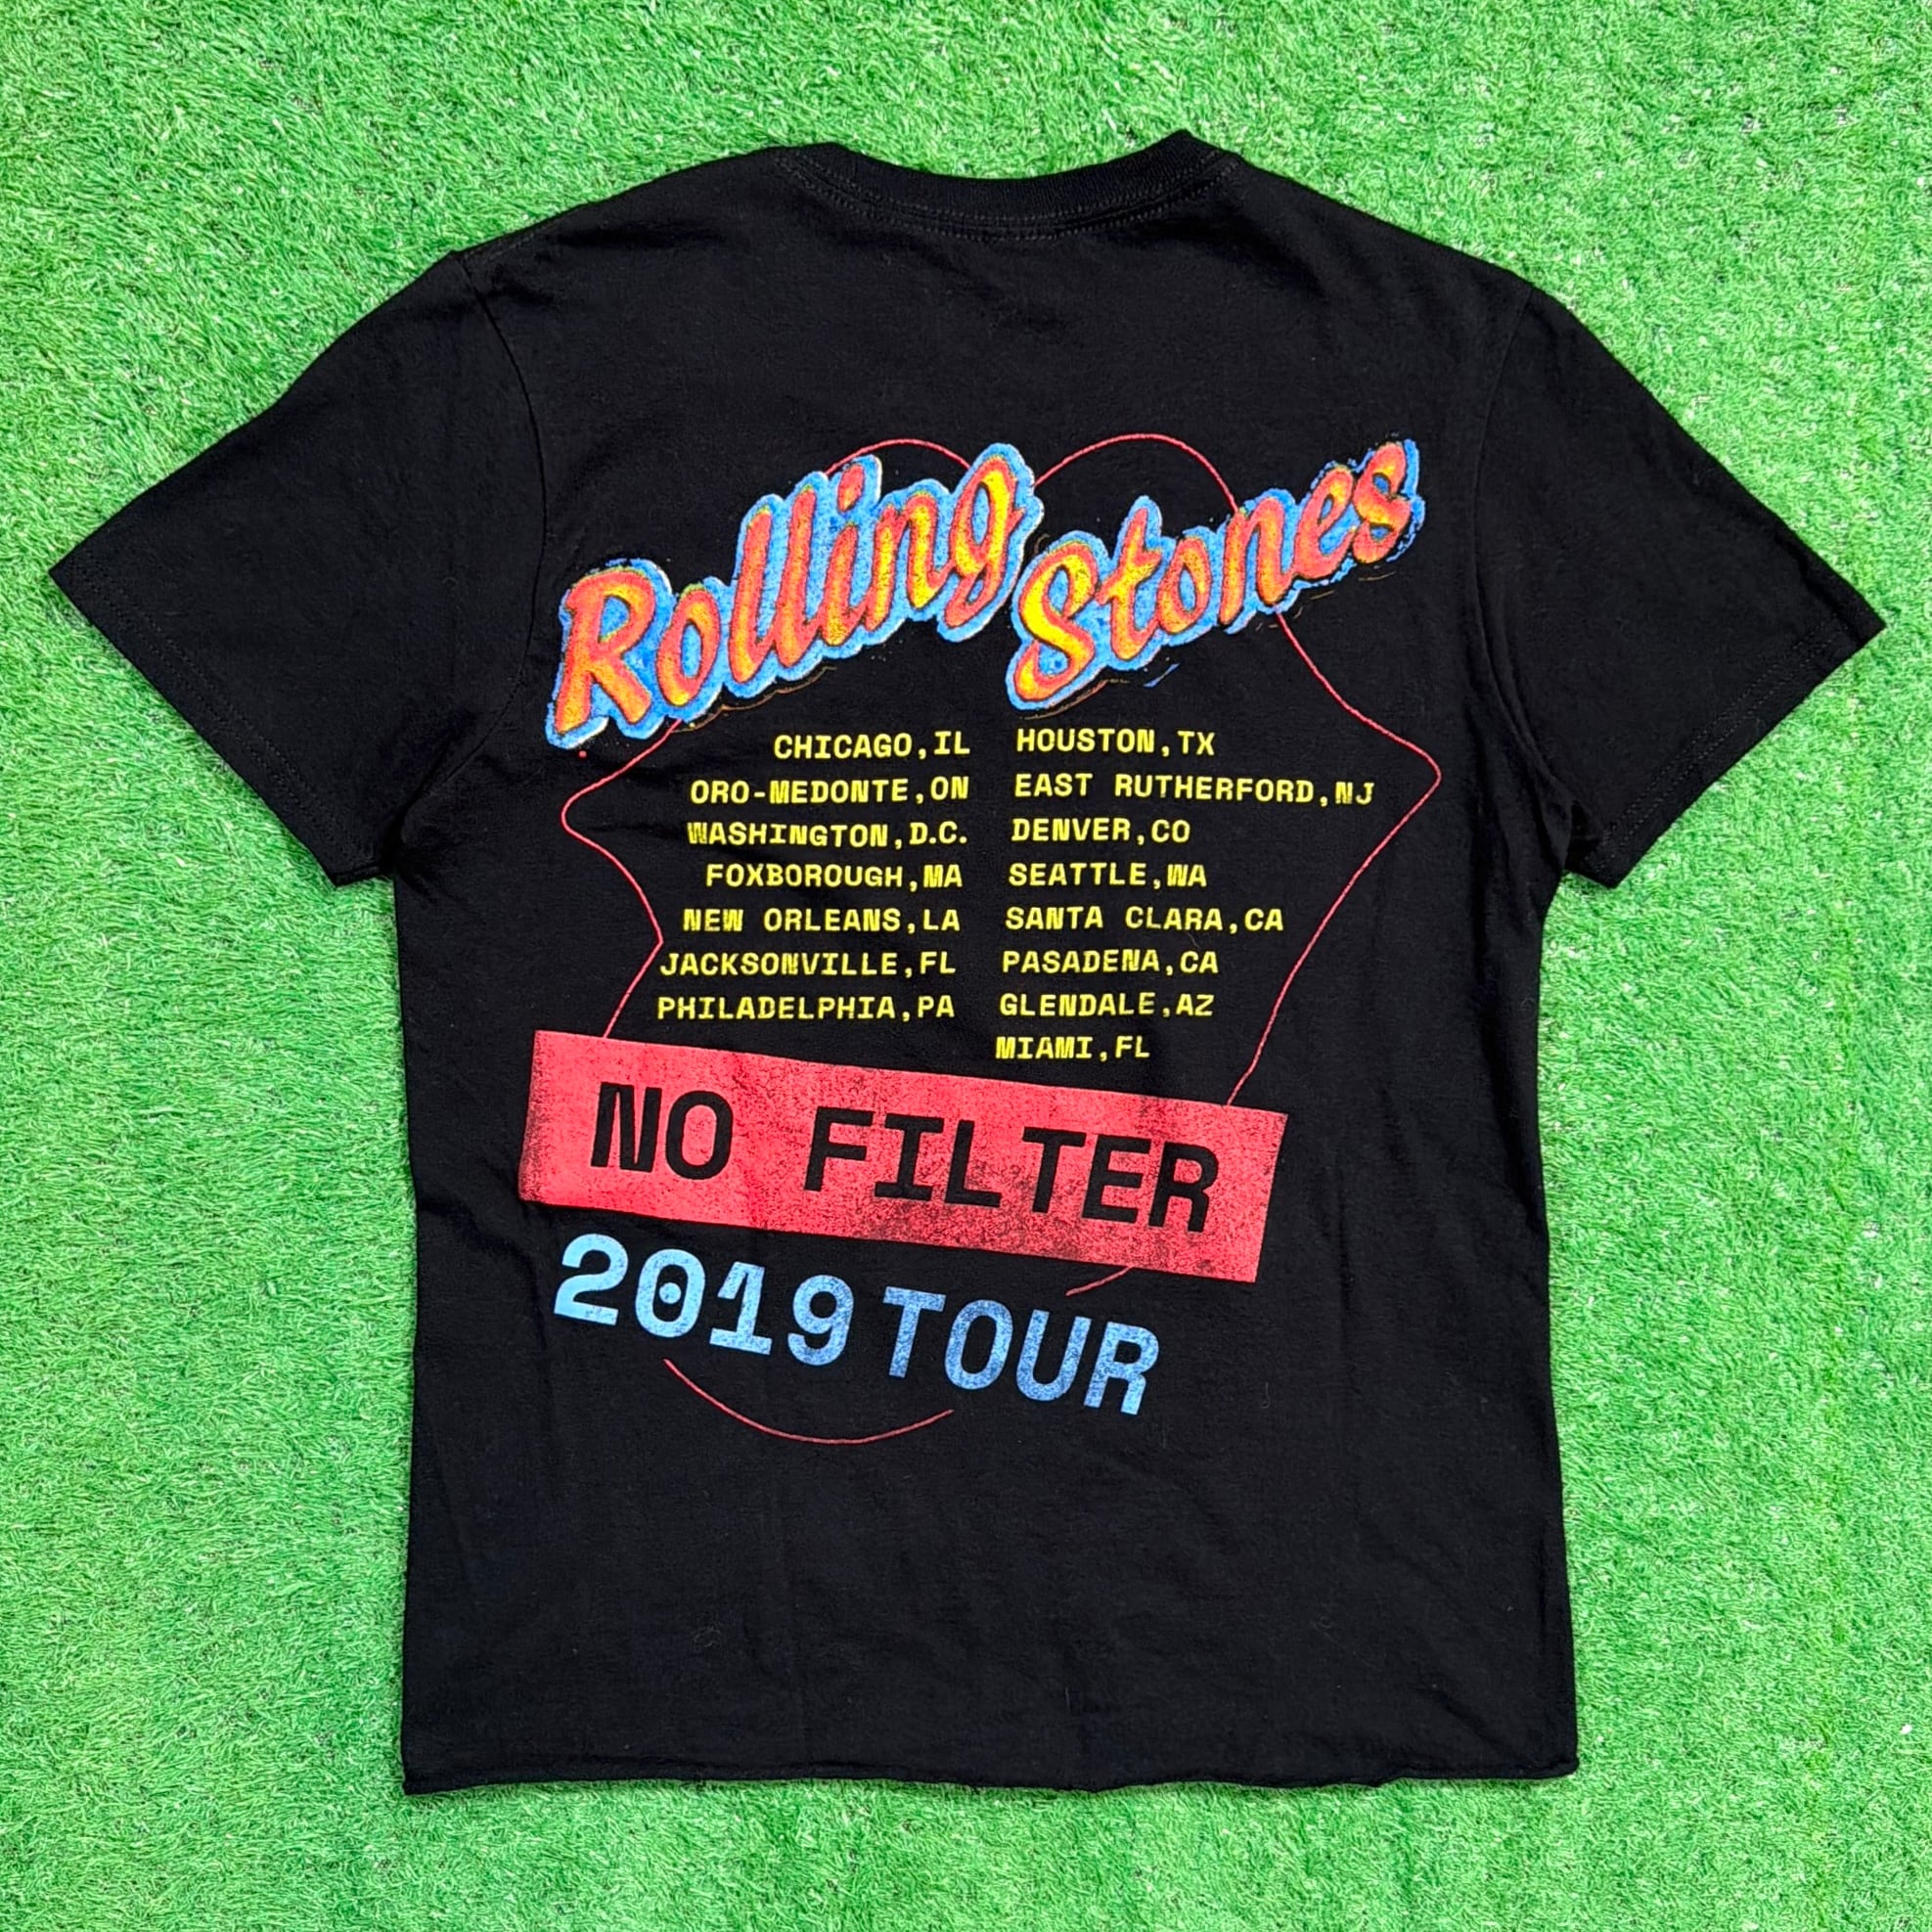 Rolling Stones
CHICAGO,IL
ORO-MEDONTE,ON
WASHINGTON,D.C.
FOXBOROUGH,MA
NEW ORLEANS,LA
JACKSONVILLE,FL
PHILADELPHIA,PA
HOUSTON,TX
EAST RUTHERFORD,NJ
DENVER,CO
SEATTLE,WA
SANTA CLARA,CA
PASADENA,CA
GLENDALE,AZ
MIAMI,FL
NO FILTER
2019 TOUR